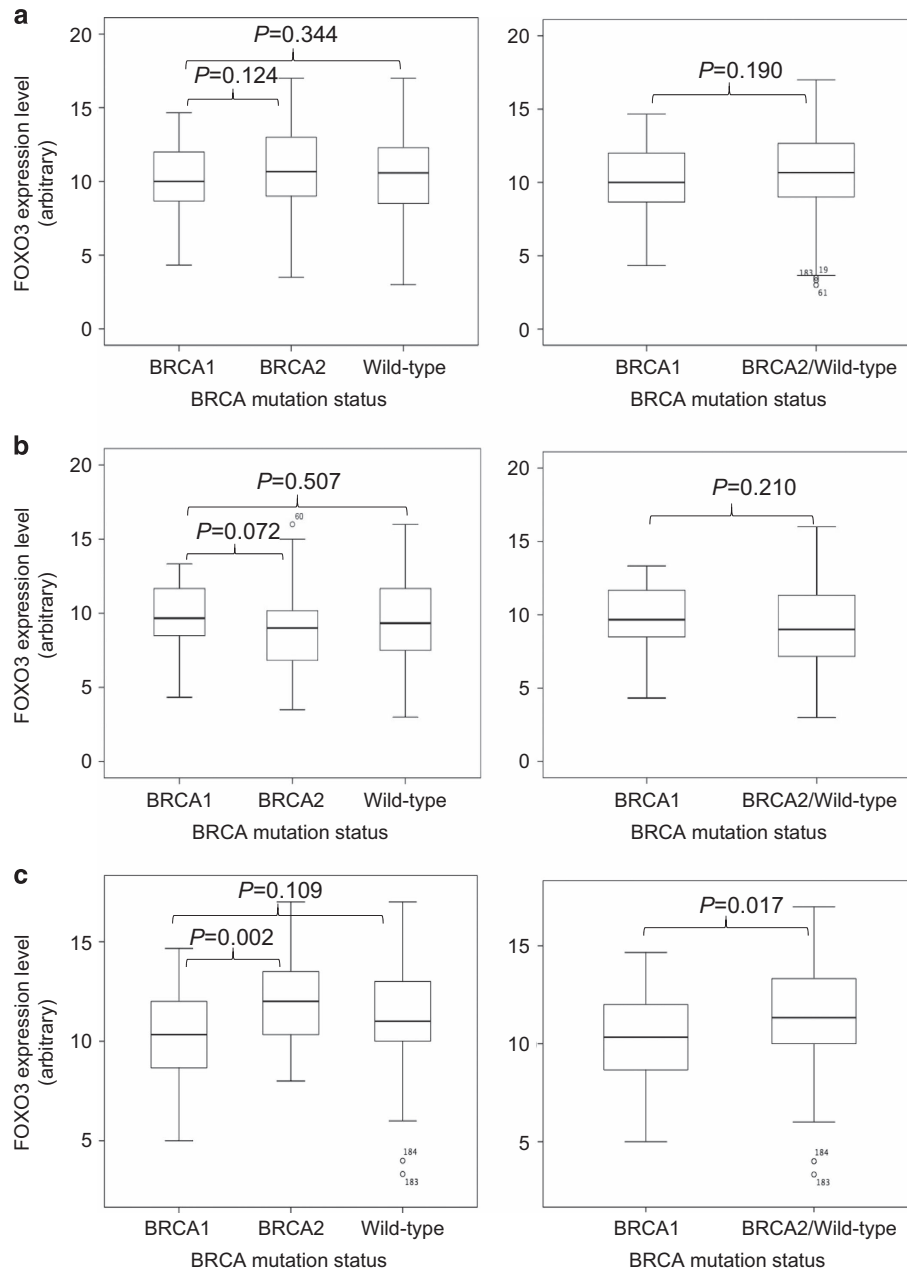 a
P=0.344
P=0.124
20
15
10
5
0
FOXO3 expression level
(arbitrary)
BRCA1 BRCA2 Wild-type
BRCA mutation status
P=0.190
20
15
10
5
0
183 19
61
BRCA1 BRCA2/Wild-type
BRCA mutation status
b
P=0.507
P=0.072
60
20
15
10
5
0
FOXO3 expression level
(arbitrary)
BRCA1 BRCA2 Wild-type
BRCA mutation status
P=0.210
20
15
10
5
0
BRCA1 BRCA2/Wild-type
BRCA mutation status
c
P=0.109
P=0.002
15
10
5
184
183
FOXO3 expression level
(arbitrary)
BRCA1 BRCA2 Wild-type
BRCA mutation status
P=0.017
15
10
5
184
183
BRCA1 BRCA2/Wild-type
BRCA mutation status